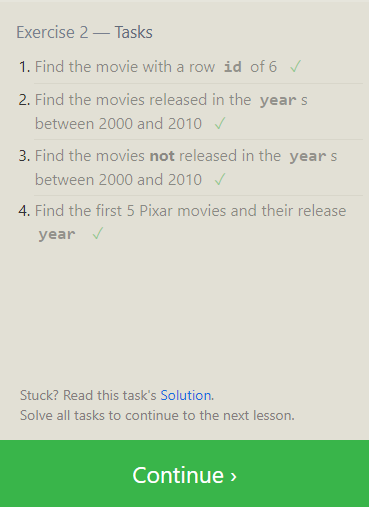 Exercise 2 — Tasks
1. Find the movie with a row id of 6 ✓
2. Find the movies released in the year s
between 2000 and 2010 ✓
3. Find the movies not released in the year s
between 2000 and 2010 ✓
4. Find the first 5 Pixar movies and their release
year ✓
Stuck? Read this task's Solution.
Solve all tasks to continue to the next lesson.
Continue ›